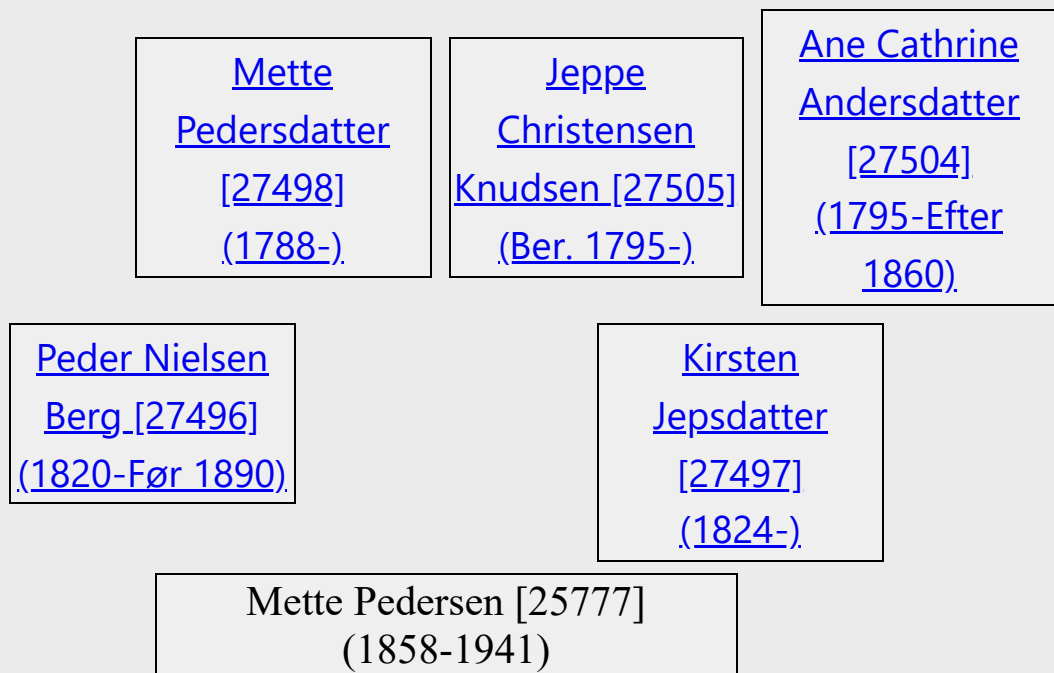 Mette
Pedersdatter
[27498]
(1788-)
Jeppe
Christensen
Knudsen [27505]
(Ber. 1795-)
Ane Cathrine
Andersdatter
[27504]
(1795-Efter
1860)
Peder Nielsen
Berg [27496]
(1820-Før 1890)
Kirsten
Jepsdatter
[27497]
(1824-)
Mette Pedersen [25777]
(1858-1941)